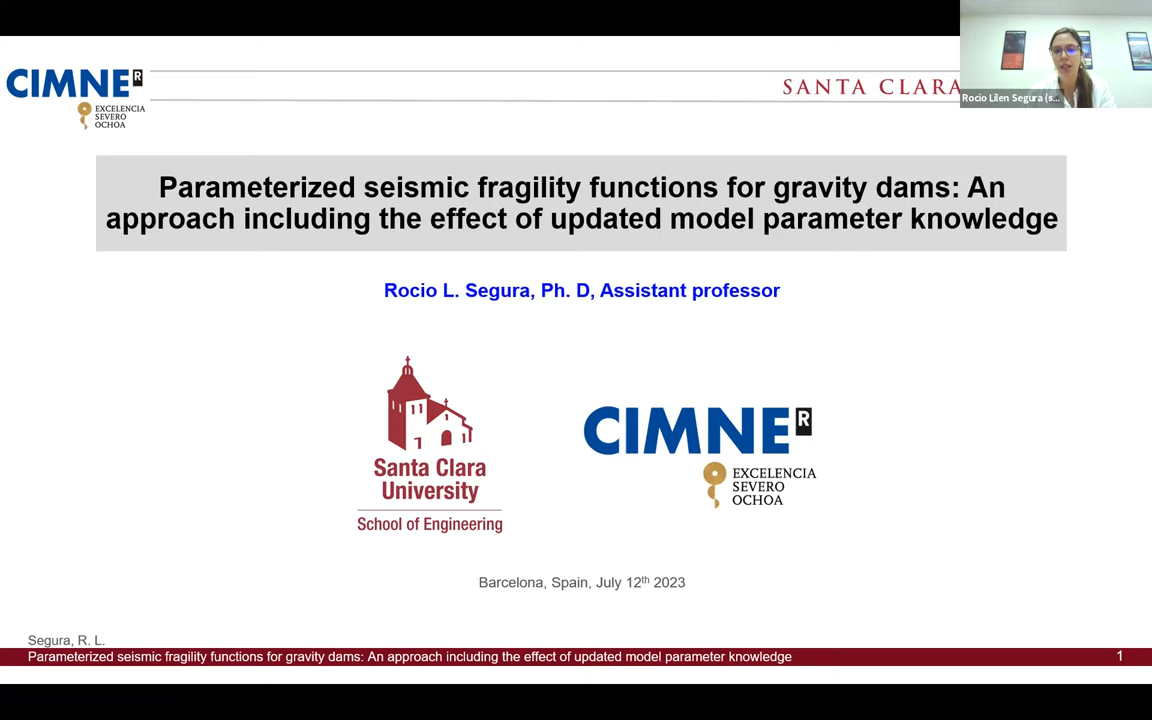 CIMNE R
EXCELENCIA
SEVERO
OCHOA
SANTA CLARA
Rocio Lilen Segura (s...
Parameterized seismic fragility functions for gravity dams: An
approach including the effect of updated model parameter knowledge
Rocio L. Segura, Ph. D, Assistant professor
Santa Clara
University
School of Engineering
CIMNE R
EXCELENCIA
SEVERO
OCHOA
Barcelona, Spain, July 12th 2023
Segura, R. L.
Parameterized seismic fragility functions for gravity dams: An approach including the effect of updated model parameter knowledge
1